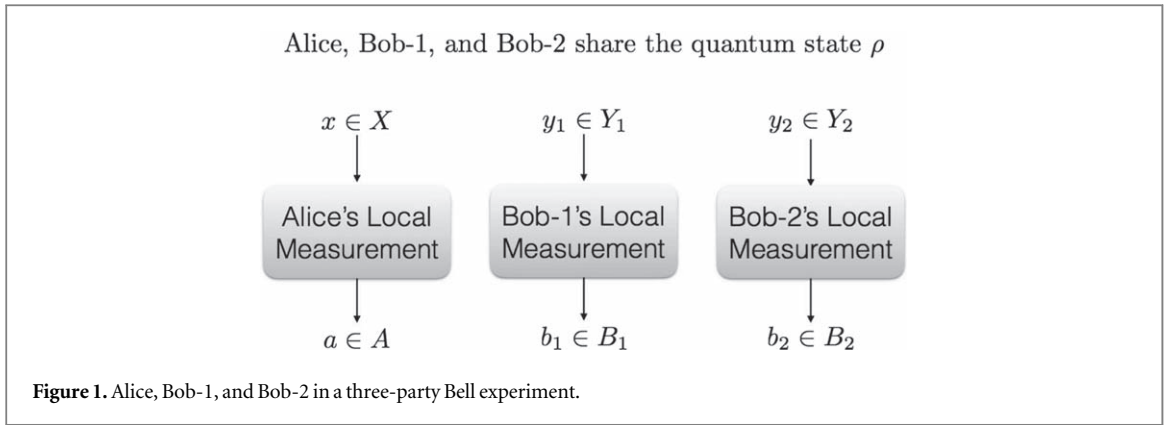 Alice, Bob-1, and Bob-2 share the quantum state ρ
x ∈ X y₁ ∈ Y₁ y₂ ∈ Y₂
Alice's Local Bob-1's Local Bob-2's Local
Measurement Measurement Measurement
a ∈ A b₁ ∈ B₁ b₂ ∈ B₂
Figure 1. Alice, Bob-1, and Bob-2 in a three-party Bell experiment.